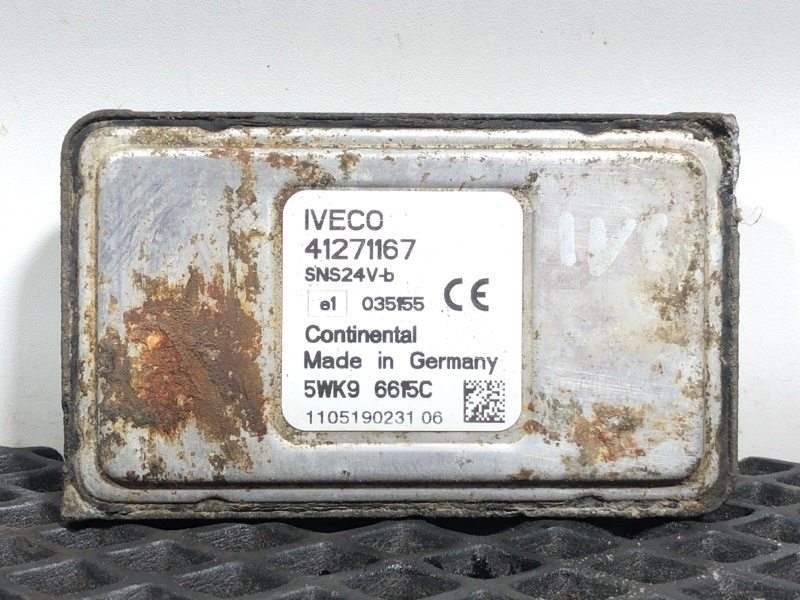 IVECO
41271167
SNS24V-b
e1 035155 CE
Continental
Made in Germany
5WK9 6615C
1105190231 06